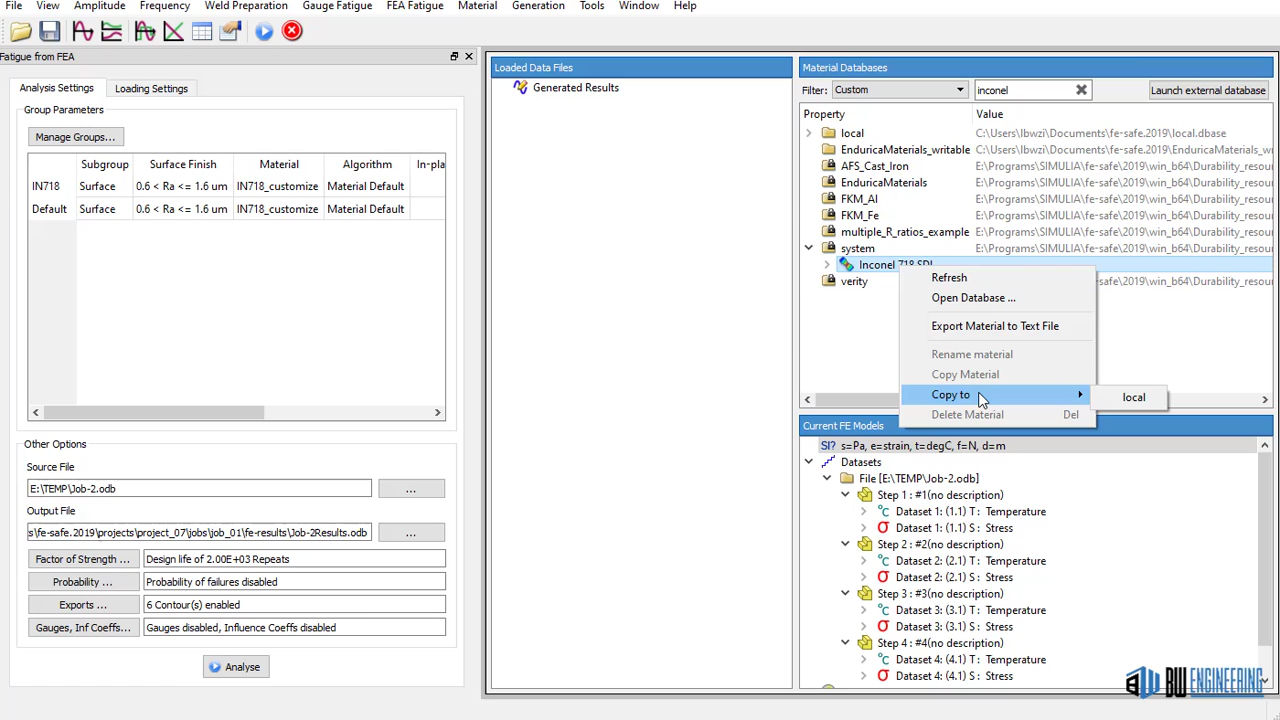 File View Amplitude Frequency Weld Preparation Gauge Fatigue FEA Fatigue Material Generation Tools Window Help
Fatigue from FEA
Analysis Settings Loading Settings
Group Parameters
Manage Groups...
Subgroup Surface Finish Material Algorithm In-pla
IN718 Surface 0.6 < Ra <= 1.6 um IN718_customize Material Default
Default Surface 0.6 < Ra <= 1.6 um IN718_customize Material Default
Other Options
Source File
E:\TEMP\Job-2.odb ...
Output File
s\fe-safe.2019\projects\project_07\jobs\job_01\fe-results\Job-2Results.odb ...
Factor of Strength ... Design life of 2.00E+03 Repeats
Probability ... Probability of failures disabled
Exports ... 6 Contour(s) enabled
Gauges, Inf Coeffs... Gauges disabled, Influence Coeffs disabled
Analyse
Loaded Data Files
Generated Results
Material Databases
Filter: Custom inconel Launch external database
Property Value
local C:\Users\lbwzi\Documents\fe-safe.2019\local.dbase
EnduricaMaterials_writable C:\Users\lbwzi\Documents\fe-safe.2019\EnduricaMaterials_w
AFS_Cast_Iron E:\Programs\SIMULIA\fe-safe\2019\win_b64\Durability_resou
EnduricaMaterials E:\Programs\SIMULIA\fe-safe\2019\win_b64\Durability_resou
FKM_Al E:\Programs\SIMULIA\fe-safe\2019\win_b64\Durability_resou
FKM_Fe E:\Programs\SIMULIA\fe-safe\2019\win_b64\Durability_resou
multiple_R_ratios_example E:\Programs\SIMULIA\fe-safe\2019\win_b64\Durability_resou
system E:\Programs\SIMULIA\fe-safe\2019\win_b64\Durability_resou
Inconel 718 SDL
verity fe-safe\2019\win_b64\Durability_resou
Refresh
Open Database ...
Export Material to Text File
Rename material
Copy Material
Copy to local
Delete Material Del
Current FE Models
SI? s=Pa, e=strain, t=degC, f=N, d=m
Datasets
File [E:\TEMP\Job-2.odb]
Step 1 : #1(no description)
Dataset 1: (1.1) T : Temperature
Dataset 1: (1.1) S : Stress
Step 2 : #2(no description)
Dataset 2: (2.1) T : Temperature
Dataset 2: (2.1) S : Stress
Step 3 : #3(no description)
Dataset 3: (3.1) T : Temperature
Dataset 3: (3.1) S : Stress
Step 4 : #4(no description)
Dataset 4: (4.1) T : Temperature
Dataset 4: (4.1) S : Stress
BW ENGINEERING